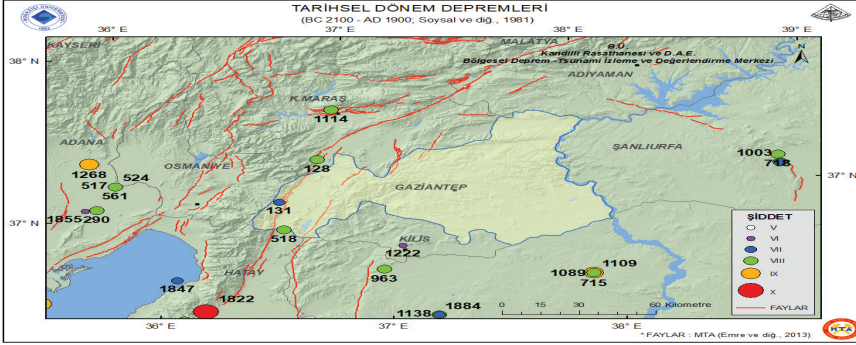 TARİHSEL DÖNEM DEPREMLERİ
(BC 2100 - AD 1900; Soysal ve diğ., 1981)
36° E
37° E
38° E
39° E
38° N
38° N
37° N
37° N
KAYSERİ
MALATYA
B.Ü.
Kandilli Rasathanesi ve D.A.E.
Bölgesel Deprem -Tsunami İzleme ve Değerlendirme Merkezi
N
ADIYAMAN
K.MARAŞ
1114
ADANA
OSMANİYE
ŞANLIURFA
GAZİANTEP
1003
718
128
1268
517
524
561
131
1855
290
518
KİLİS
1222
HATAY
963
1089
1109
715
1847
1822
1138
1884
ŞİDDET
V
VI
VII
VIII
IX
X
FAYLAR
0 15 30 60 Kilometre
36° E
37° E
38° E
* FAYLAR : MTA (Emre ve diğ., 2013)